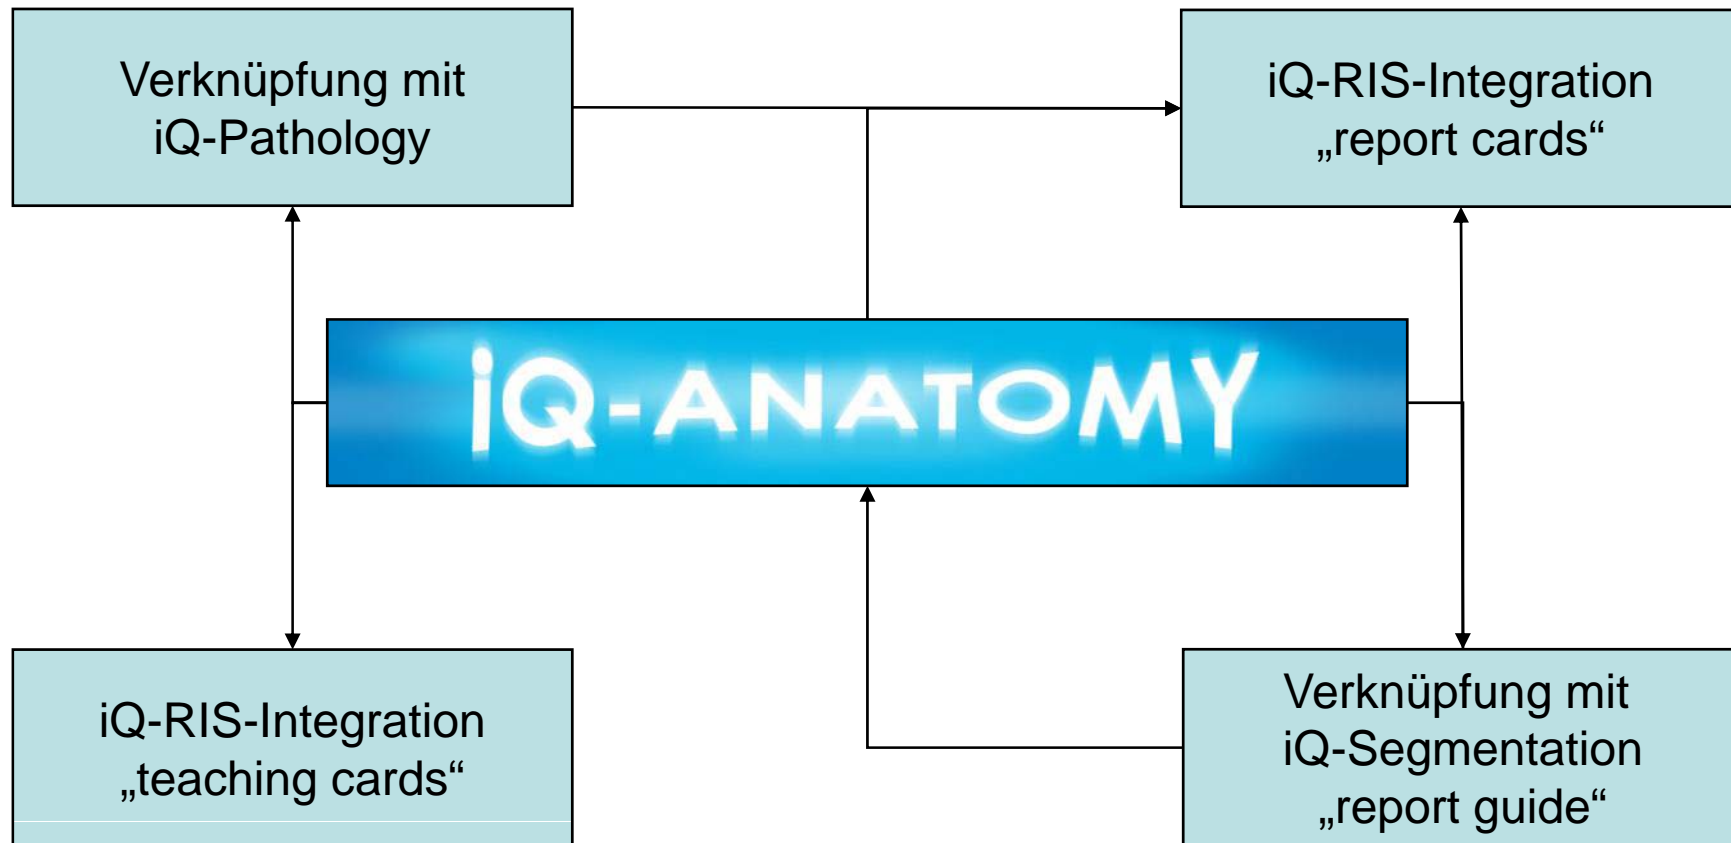 Verknüpfung mit
iQ-Pathology
iQ-RIS-Integration
„report cards“
iQ-ANATOMY
iQ-RIS-Integration
„teaching cards“
Verknüpfung mit
iQ-Segmentation
„report guide“